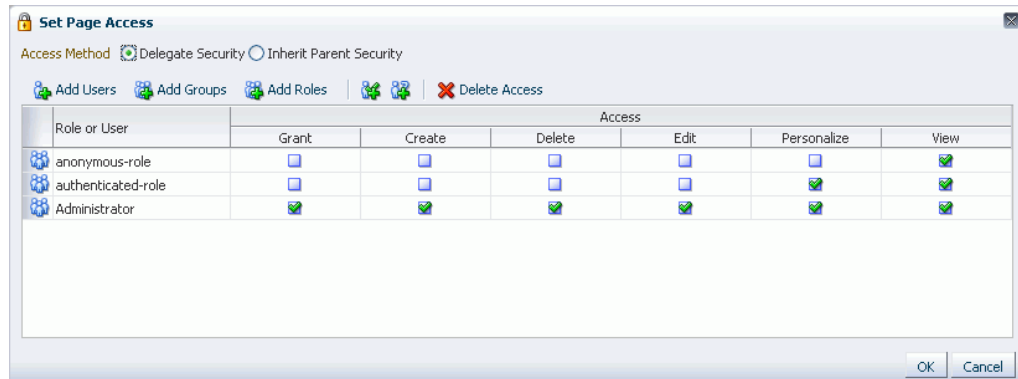 Set Page Access
Access Method Delegate Security Inherit Parent Security
Add Users Add Groups Add Roles Delete Access
Role or User Access
Grant Create Delete Edit Personalize View
anonymous-role
authenticated-role
Administrator
OK Cancel